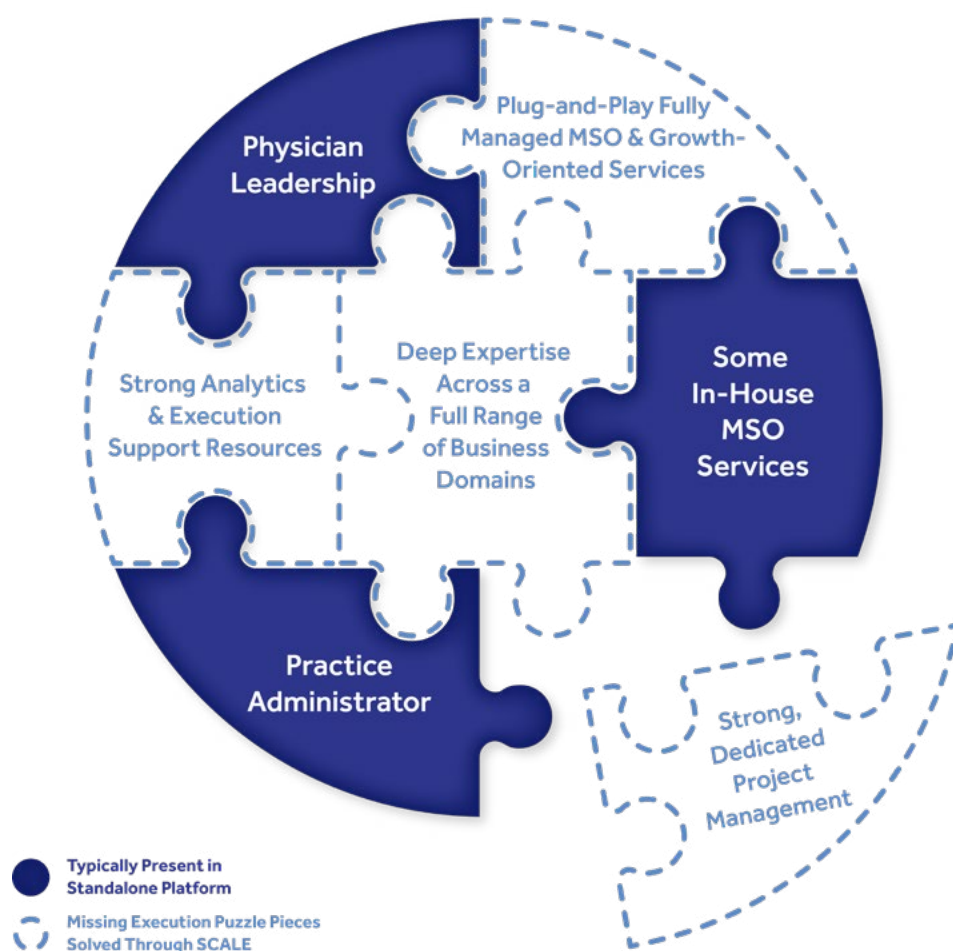 Physician
Leadership
Plug-and-Play Fully
Managed MSO & Growth-
Oriented Services
Strong Analytics
& Execution
Support Resources
Deep Expertise
Across a
Full Range
of Business
Domains
Some
In-House
MSO
Services
Practice
Administrator
Strong,
Dedicated
Project
Management
Typically Present in
Standalone Platform
Missing Execution Puzzle Pieces
Solved Through SCALE